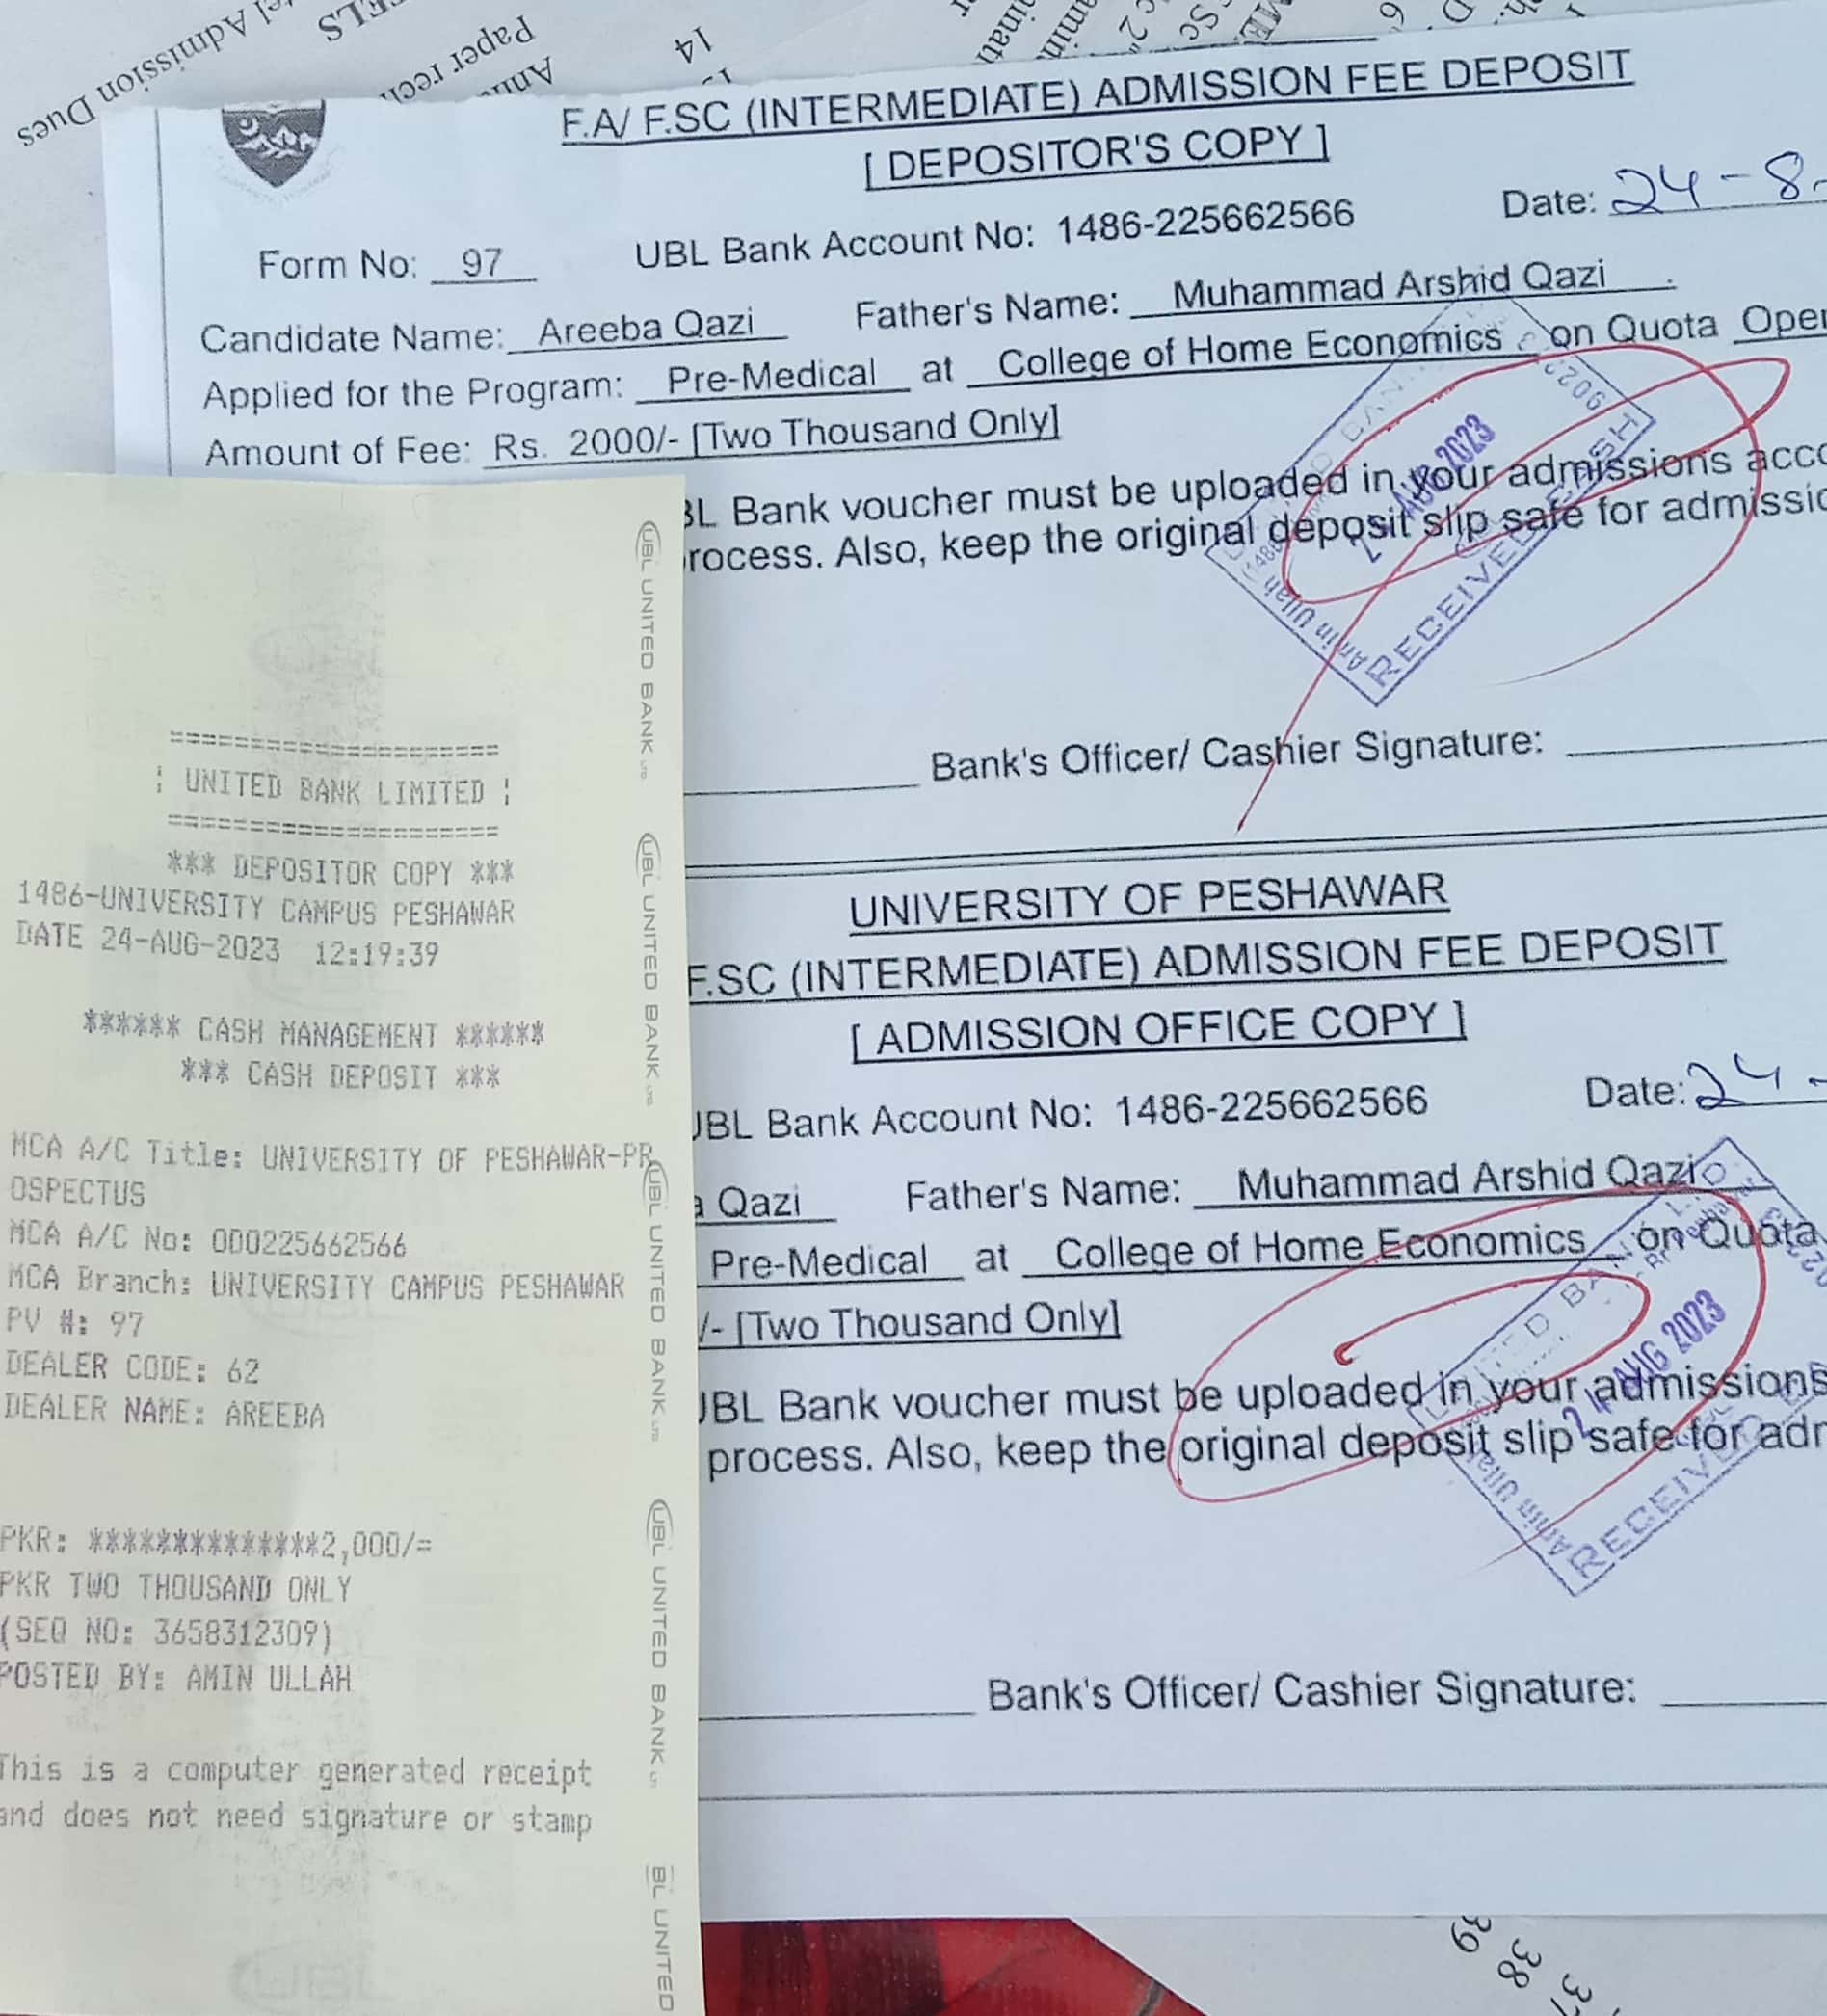 tel Admission Dues
Paper rech
14
F.A/ F.SC (INTERMEDIATE) ADMISSION FEE DEPOSIT
[ DEPOSITOR'S COPY ]
Date: 24-8-
Form No: 97 UBL Bank Account No: 1486-225662566
Candidate Name: Areeba Qazi Father's Name: Muhammad Arshid Qazi
Applied for the Program: Pre-Medical at College of Home Economics on Quota Open
Amount of Fee: Rs. 2000/- [Two Thousand Only]
BL Bank voucher must be uploaded in your admissions acco
rocess. Also, keep the original deposit slip safe for admissio
AUG 2023
Amin Ullah
RECEIVED CASH
Bank's Officer/ Cashier Signature:
UNIVERSITY OF PESHAWAR
F.SC (INTERMEDIATE) ADMISSION FEE DEPOSIT
[ ADMISSION OFFICE COPY ]
UBL Bank Account No: 1486-225662566 Date: 24-
a Qazi Father's Name: Muhammad Arshid Qazi
Pre-Medical at College of Home Economics on Quota
/- [Two Thousand Only]
UBL Bank voucher must be uploaded in your admissions
process. Also, keep the original deposit slip safe for adm
24 AUG 2023
Amin Ullah
RECEIVED
Bank's Officer/ Cashier Signature:
=====================
¦ UNITED BANK LIMITED ¦
=====================
*** DEPOSITOR COPY ***
1486-UNIVERSITY CAMPUS PESHAWAR
DATE 24-AUG-2023 12:19:39
****** CASH MANAGEMENT ******
*** CASH DEPOSIT ***
MCA A/C Title: UNIVERSITY OF PESHAWAR-PR
OSPECTUS
MCA A/C No: 000225662566
MCA Branch: UNIVERSITY CAMPUS PESHAWAR
PV #: 97
DEALER CODE: 62
DEALER NAME: AREEBA
PKR: **************2,000/=
PKR TWO THOUSAND ONLY
(SEQ NO: 3658312309)
POSTED BY: AMIN ULLAH
This is a computer generated receipt
and does not need signature or stamp
UBL UNITED BANK LTD
UBL UNITED BANK LTD
UBL UNITED BANK LTD
UBL UNITED BANK
BL UNITED
39
38